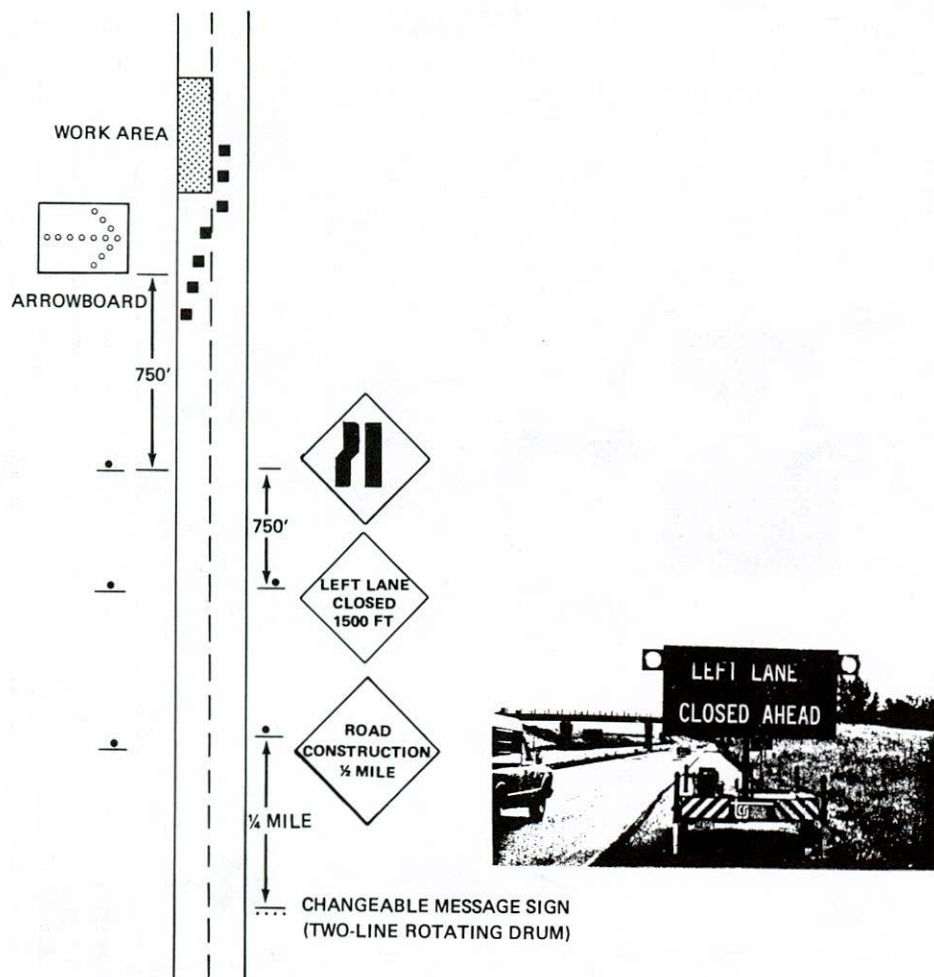 WORK AREA
ARROWBOARD
750'
750'
LEFT LANE
CLOSED
1500 FT
ROAD
CONSTRUCTION
½ MILE
¼ MILE
CHANGEABLE MESSAGE SIGN
(TWO-LINE ROTATING DRUM)
LEFT LANE
CLOSED AHEAD